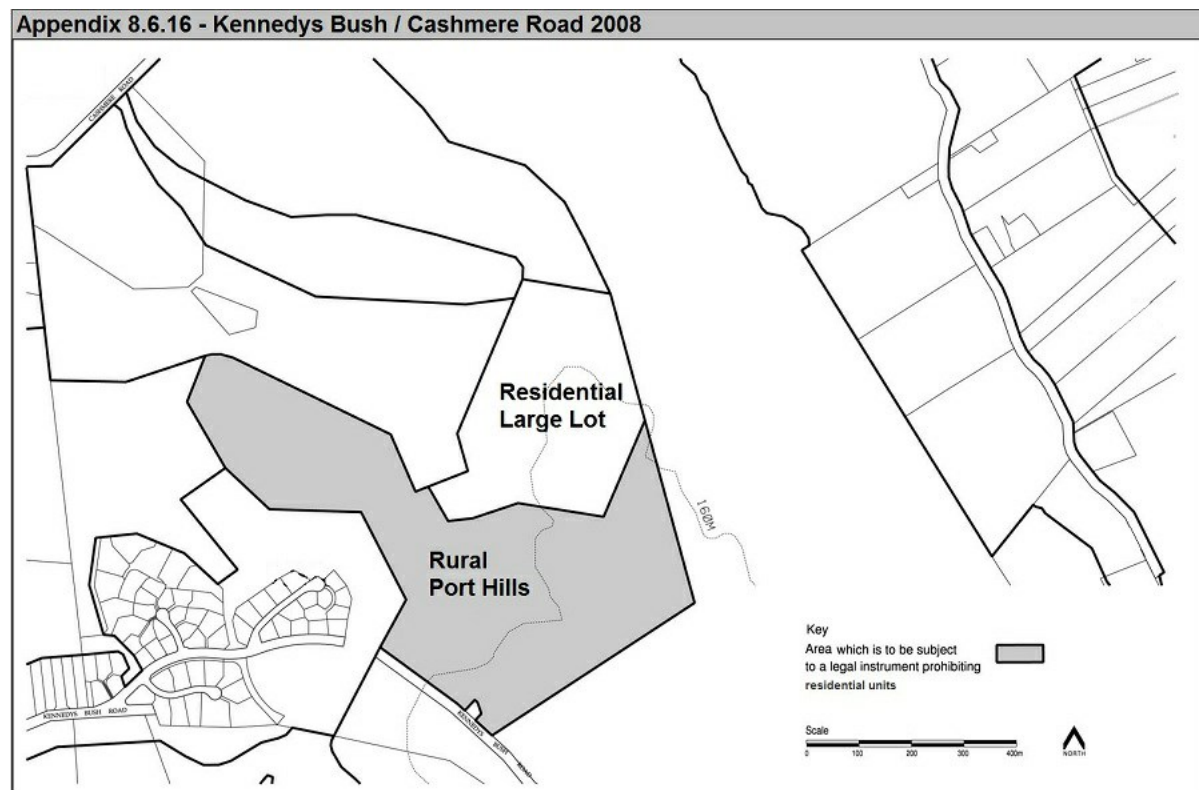 Appendix 8.6.16 - Kennedys Bush / Cashmere Road 2008
CASHMERE ROAD
Residential
Large Lot
160M
Rural
Port Hills
KENNEDYS BUSH ROAD
KENNEDYS BUSH ROAD
Key
Area which is to be subject
to a legal instrument prohibiting
residential units
Scale
0 100 200 300 400m
NORTH